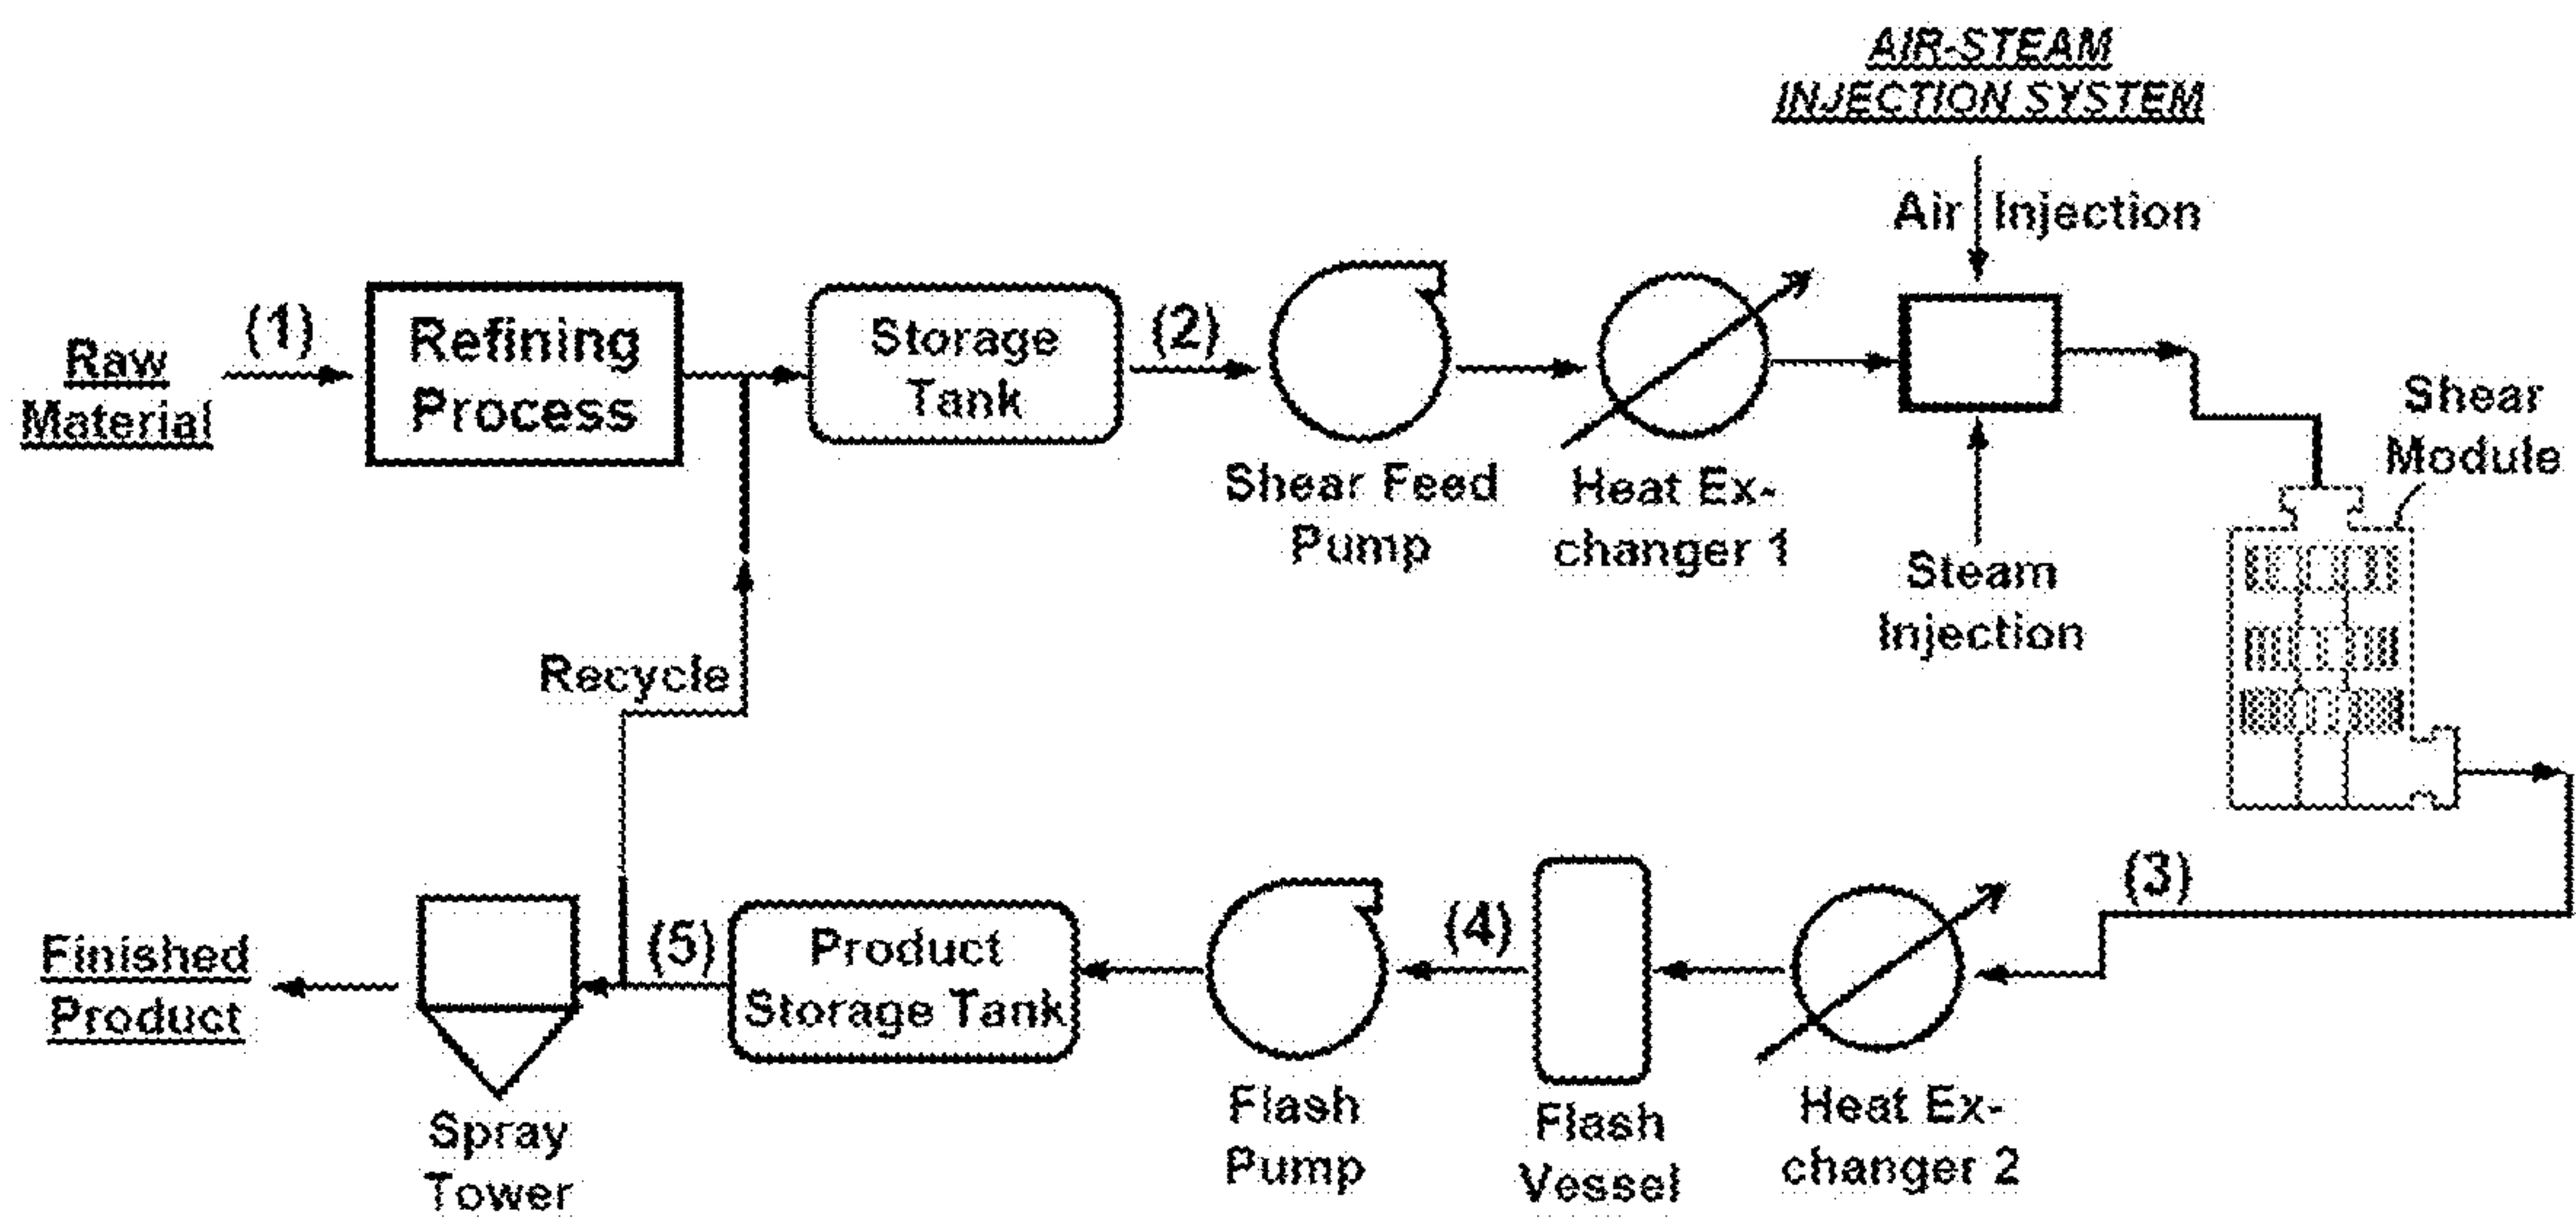 AIR-STEAM
INJECTION SYSTEM
Air Injection
Raw
Material
(1)
Refining
Process
Storage
Tank
(2)
Shear Feed
Pump
Heat Ex-
changer 1
Steam
Injection
Shear
Module
Recycle
(3)
Heat Ex-
changer 2
Flash
Vessel
(4)
Flash
Pump
Product
Storage Tank
(5)
Spray
Tower
Finished
Product